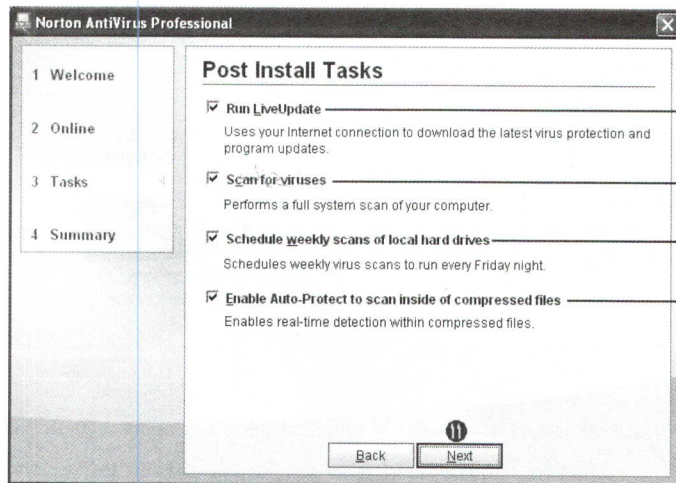 Norton AntiVirus Professional
1 Welcome
2 Online
3 Tasks
4 Summary
Post Install Tasks
Run LiveUpdate
Uses your Internet connection to download the latest virus protection and
program updates.
Scan for viruses
Performs a full system scan of your computer.
Schedule weekly scans of local hard drives
Schedules weekly virus scans to run every Friday night.
Enable Auto-Protect to scan inside of compressed files
Enables real-time detection within compressed files.
11
Back
Next